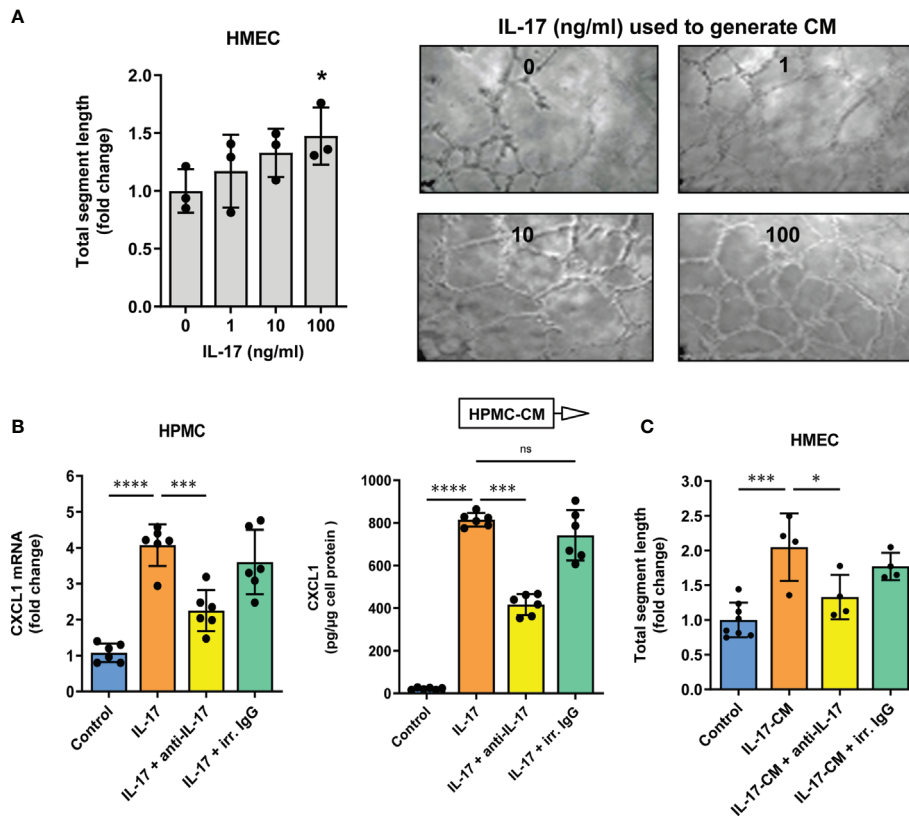 A
HMEC
Total segment length
(fold change)
2.0
1.5
1.0
0.5
0.0
*
0 1 10 100
IL-17 (ng/ml)
IL-17 (ng/ml) used to generate CM
0
1
10
100
B
HPMC
CXCL1 mRNA
(fold change)
6
5
4
3
2
1
0
**** ***
Control
IL-17
IL-17 + anti-IL-17
IL-17 + irr. IgG
HPMC-CM
CXCL1
(pg/µg cell protein )
1000
800
600
400
200
0
ns
**** ***
Control
IL-17
IL-17 + anti-IL-17
IL-17 + irr. IgG
C
HMEC
Total segment length
(fold change)
3.0
2.5
2.0
1.5
1.0
0.5
0.0
*** *
Control
IL-17-CM
IL-17-CM + anti-IL-17
IL-17-CM + irr. IgG